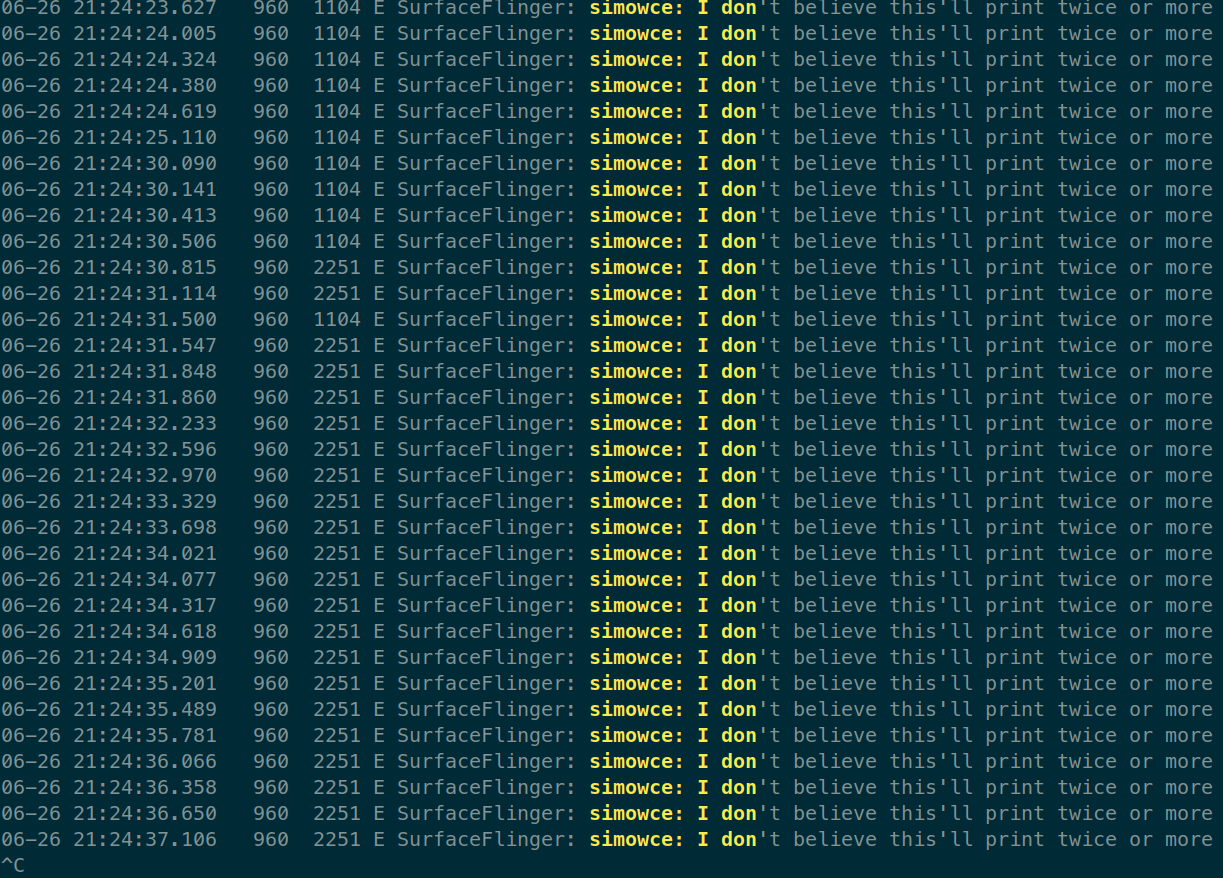 06-26 21:24:23.627   960  1104 E SurfaceFlinger: simowce: I don't believe this'll print twice or more
06-26 21:24:24.005   960  1104 E SurfaceFlinger: simowce: I don't believe this'll print twice or more
06-26 21:24:24.324   960  1104 E SurfaceFlinger: simowce: I don't believe this'll print twice or more
06-26 21:24:24.380   960  1104 E SurfaceFlinger: simowce: I don't believe this'll print twice or more
06-26 21:24:24.619   960  1104 E SurfaceFlinger: simowce: I don't believe this'll print twice or more
06-26 21:24:25.110   960  1104 E SurfaceFlinger: simowce: I don't believe this'll print twice or more
06-26 21:24:30.090   960  1104 E SurfaceFlinger: simowce: I don't believe this'll print twice or more
06-26 21:24:30.141   960  1104 E SurfaceFlinger: simowce: I don't believe this'll print twice or more
06-26 21:24:30.413   960  1104 E SurfaceFlinger: simowce: I don't believe this'll print twice or more
06-26 21:24:30.506   960  1104 E SurfaceFlinger: simowce: I don't believe this'll print twice or more
06-26 21:24:30.815   960  2251 E SurfaceFlinger: simowce: I don't believe this'll print twice or more
06-26 21:24:31.114   960  2251 E SurfaceFlinger: simowce: I don't believe this'll print twice or more
06-26 21:24:31.500   960  1104 E SurfaceFlinger: simowce: I don't believe this'll print twice or more
06-26 21:24:31.547   960  2251 E SurfaceFlinger: simowce: I don't believe this'll print twice or more
06-26 21:24:31.848   960  2251 E SurfaceFlinger: simowce: I don't believe this'll print twice or more
06-26 21:24:31.860   960  2251 E SurfaceFlinger: simowce: I don't believe this'll print twice or more
06-26 21:24:32.233   960  2251 E SurfaceFlinger: simowce: I don't believe this'll print twice or more
06-26 21:24:32.596   960  2251 E SurfaceFlinger: simowce: I don't believe this'll print twice or more
06-26 21:24:32.970   960  2251 E SurfaceFlinger: simowce: I don't believe this'll print twice or more
06-26 21:24:33.329   960  2251 E SurfaceFlinger: simowce: I don't believe this'll print twice or more
06-26 21:24:33.698   960  2251 E SurfaceFlinger: simowce: I don't believe this'll print twice or more
06-26 21:24:34.021   960  2251 E SurfaceFlinger: simowce: I don't believe this'll print twice or more
06-26 21:24:34.077   960  2251 E SurfaceFlinger: simowce: I don't believe this'll print twice or more
06-26 21:24:34.317   960  2251 E SurfaceFlinger: simowce: I don't believe this'll print twice or more
06-26 21:24:34.618   960  2251 E SurfaceFlinger: simowce: I don't believe this'll print twice or more
06-26 21:24:34.909   960  2251 E SurfaceFlinger: simowce: I don't believe this'll print twice or more
06-26 21:24:35.201   960  2251 E SurfaceFlinger: simowce: I don't believe this'll print twice or more
06-26 21:24:35.489   960  2251 E SurfaceFlinger: simowce: I don't believe this'll print twice or more
06-26 21:24:35.781   960  2251 E SurfaceFlinger: simowce: I don't believe this'll print twice or more
06-26 21:24:36.066   960  2251 E SurfaceFlinger: simowce: I don't believe this'll print twice or more
06-26 21:24:36.358   960  2251 E SurfaceFlinger: simowce: I don't believe this'll print twice or more
06-26 21:24:36.650   960  2251 E SurfaceFlinger: simowce: I don't believe this'll print twice or more
06-26 21:24:37.106   960  2251 E SurfaceFlinger: simowce: I don't believe this'll print twice or more
^C